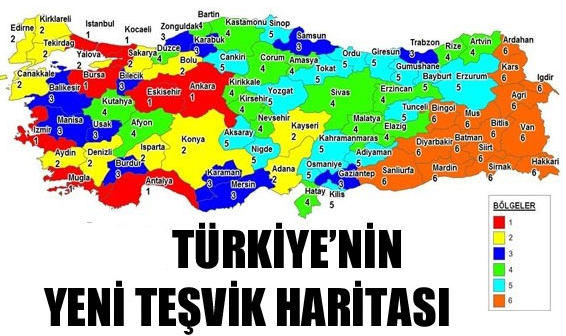 Edirne 2
Kirklareli 2
Tekirdag 2
Istanbul 1
Kocaeli 1
Yalova 2
Sakarya 2
Duzce 4
Zonguldak 3
Bartin 4
Karabuk 3
Kastamonu 4
Sinop 5
Samsun 3
Ordu 5
Giresun 5
Trabzon 3
Rize 4
Artvin 4
Ardahan 6
Canakkale 2
Balikesir 3
Bursa 1
Bilecik 3
Bolu 2
Cankiri 5
Corum 4
Amasya 4
Tokat 5
Gumushane 5
Bayburt 5
Erzurum 5
Kars 6
Igdir 6
Kutahya 4
Eskisehir 1
Ankara 1
Kirikkale 4
Kirsehir 4
Yozgat 5
Sivas 4
Erzincan 4
Tunceli 5
Bingol 6
Mus 6
Agri 6
Izmir 1
Manisa 3
Usak 3
Afyon 4
Konya 2
Aksaray 5
Nevsehir 4
Kayseri 2
Malatya 4
Elazig 4
Diyarbakir 6
Batman 6
Bitlis 6
Van 6
Aydin 2
Denizli 2
Isparta 2
Nigde 5
Kahramanmaras 5
Adiyaman 5
Siirt 6
Mugla 1
Burdur 3
Antalya 1
Karaman 3
Mersin 3
Adana 2
Osmaniye 5
Gaziantep 3
Sanliurfa 6
Mardin 6
Sirnak 6
Hakkari 6
Hatay 4
Kilis 5
BÖLGELER
1
2
3
4
5
6
TÜRKİYE'NİN
YENİ TEŞVİK HARİTASI